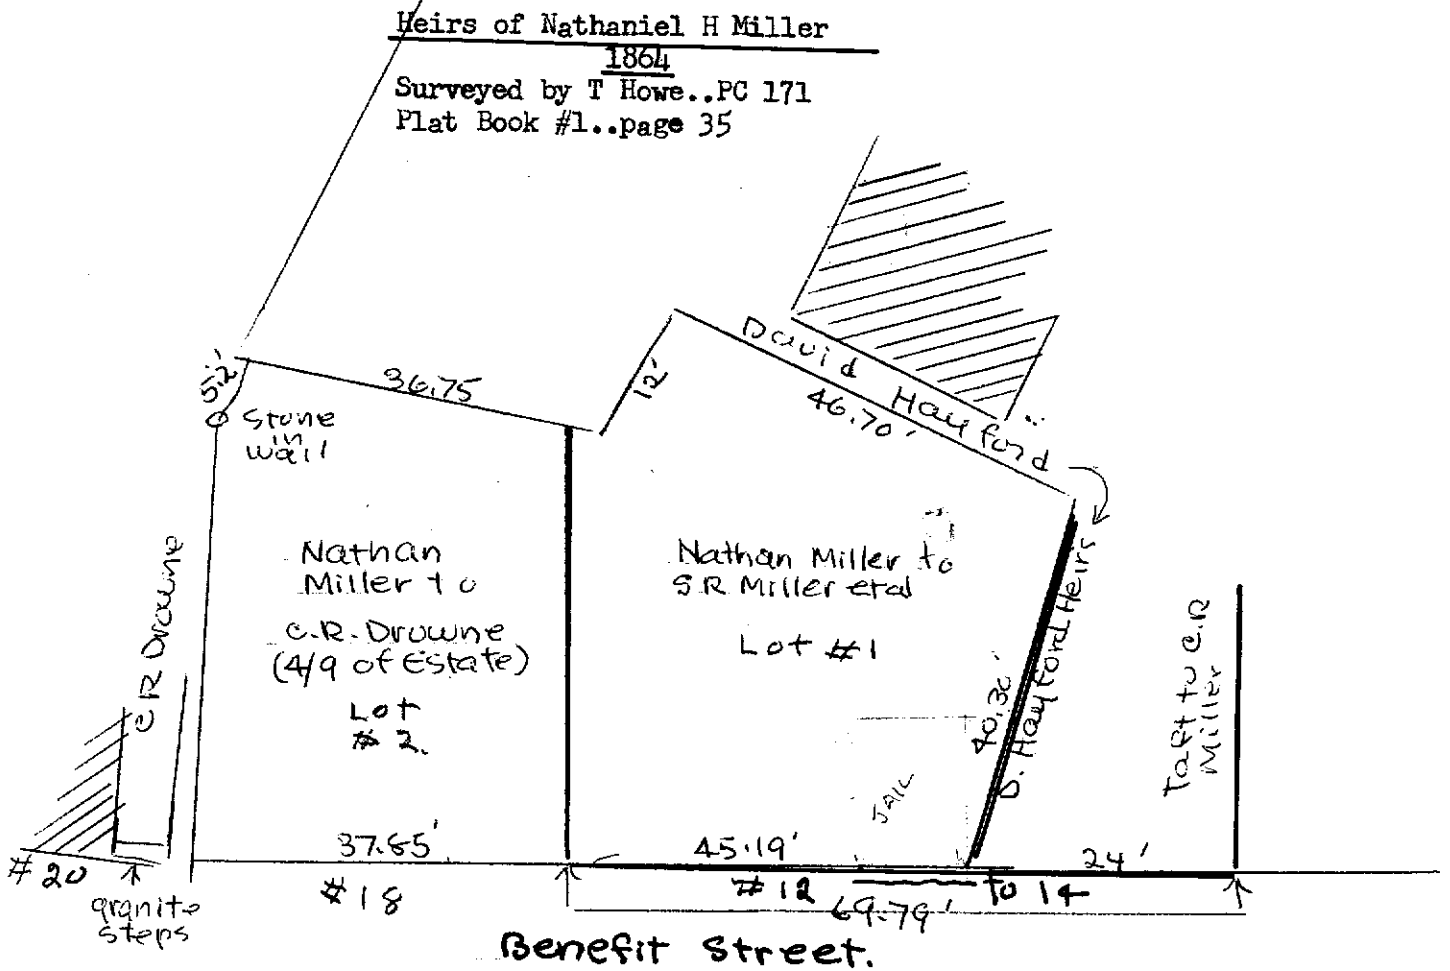 Heirs of Nathaniel H Miller
1864
Surveyed by T Howe..PC 171
Plat Book #1..page 35
David Hayford
46.70'
12'
36.75
5.2'
Stone
in
wall
C R Drowne
Nathan
Miller to
C.R. Drowne
(4/9 of Estate)
Lot
# 2.
Nathan Miller to
S.R Miller etal
Lot #1
D. Hayford Heirs
40.30'
Taft to C.R
Miller
JAIL
37.85'
45.19'
24'
# 20
# 18
# 12 to 14
69.79'
granite
steps
Benefit Street.